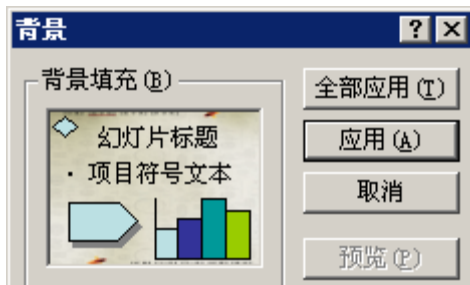 背景
背景填充(B)
幻灯片标题
· 项目符号文本
全部应用(T)
应用(A)
取消
预览(P)